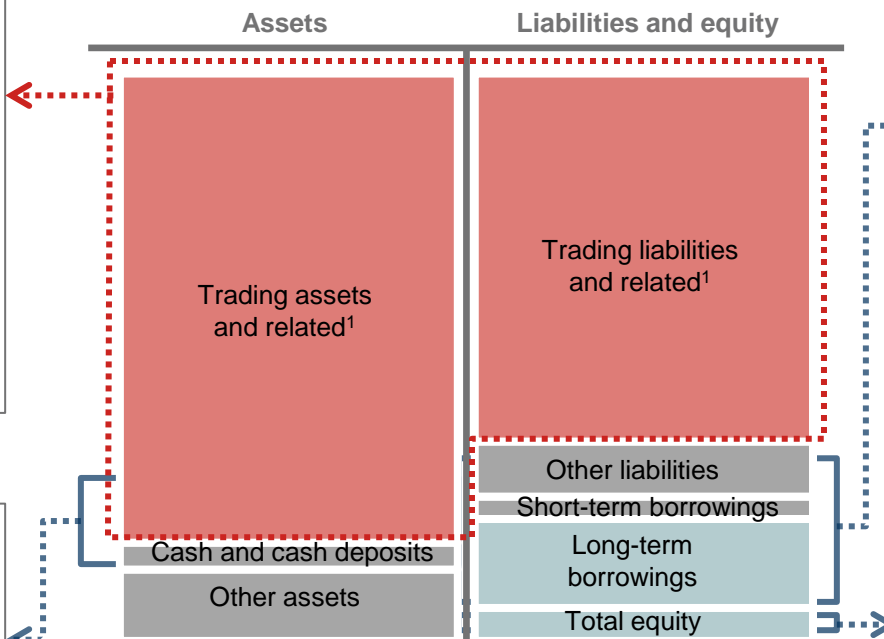 Assets
Liabilities and equity
Trading assets
and related¹
Cash and cash deposits
Other assets
Trading liabilities
and related¹
Other liabilities
Short-term borrowings
Long-term
borrowings
Total equity